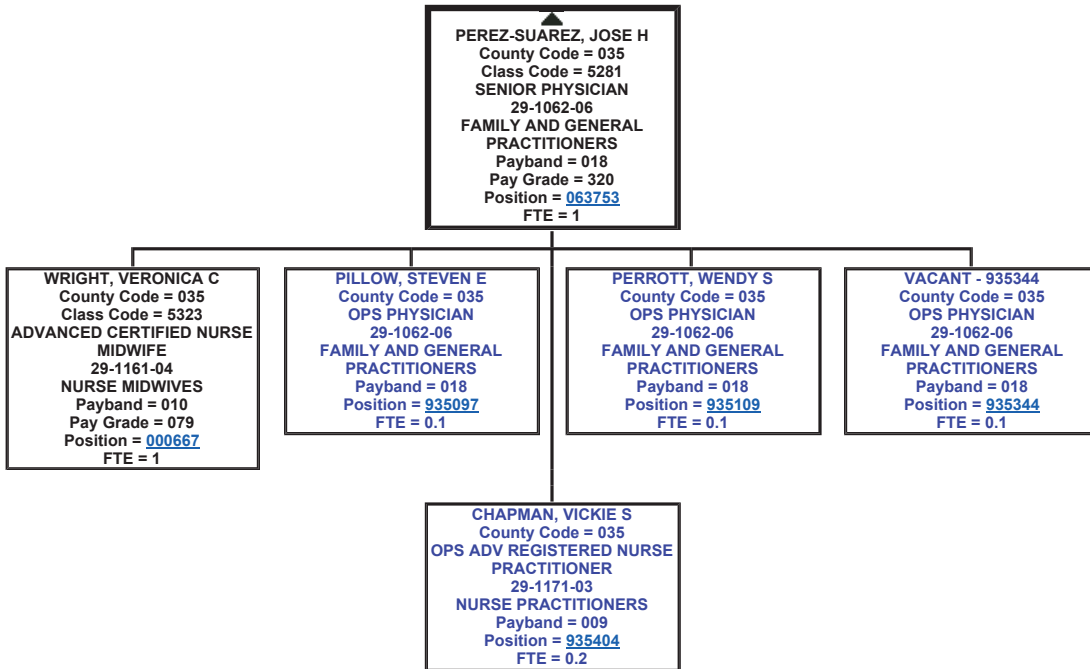 PEREZ-SUAREZ, JOSE H
County Code = 035
Class Code = 5281
SENIOR PHYSICIAN
29-1062-06
FAMILY AND GENERAL
PRACTITIONERS
Payband = 018
Pay Grade = 320
Position = 063753
FTE = 1
WRIGHT, VERONICA C
County Code = 035
Class Code = 5323
ADVANCED CERTIFIED NURSE
MIDWIFE
29-1161-04
NURSE MIDWIVES
Payband = 010
Pay Grade = 079
Position = 000667
FTE = 1
PILLOW, STEVEN E
County Code = 035
OPS PHYSICIAN
29-1062-06
FAMILY AND GENERAL
PRACTITIONERS
Payband = 018
Position = 935097
FTE = 0.1
PERROTT, WENDY S
County Code = 035
OPS PHYSICIAN
29-1062-06
FAMILY AND GENERAL
PRACTITIONERS
Payband = 018
Position = 935109
FTE = 0.1
VACANT - 935344
County Code = 035
OPS PHYSICIAN
29-1062-06
FAMILY AND GENERAL
PRACTITIONERS
Payband = 018
Position = 935344
FTE = 0.1
CHAPMAN, VICKIE S
County Code = 035
OPS ADV REGISTERED NURSE
PRACTITIONER
29-1171-03
NURSE PRACTITIONERS
Payband = 009
Position = 935404
FTE = 0.2